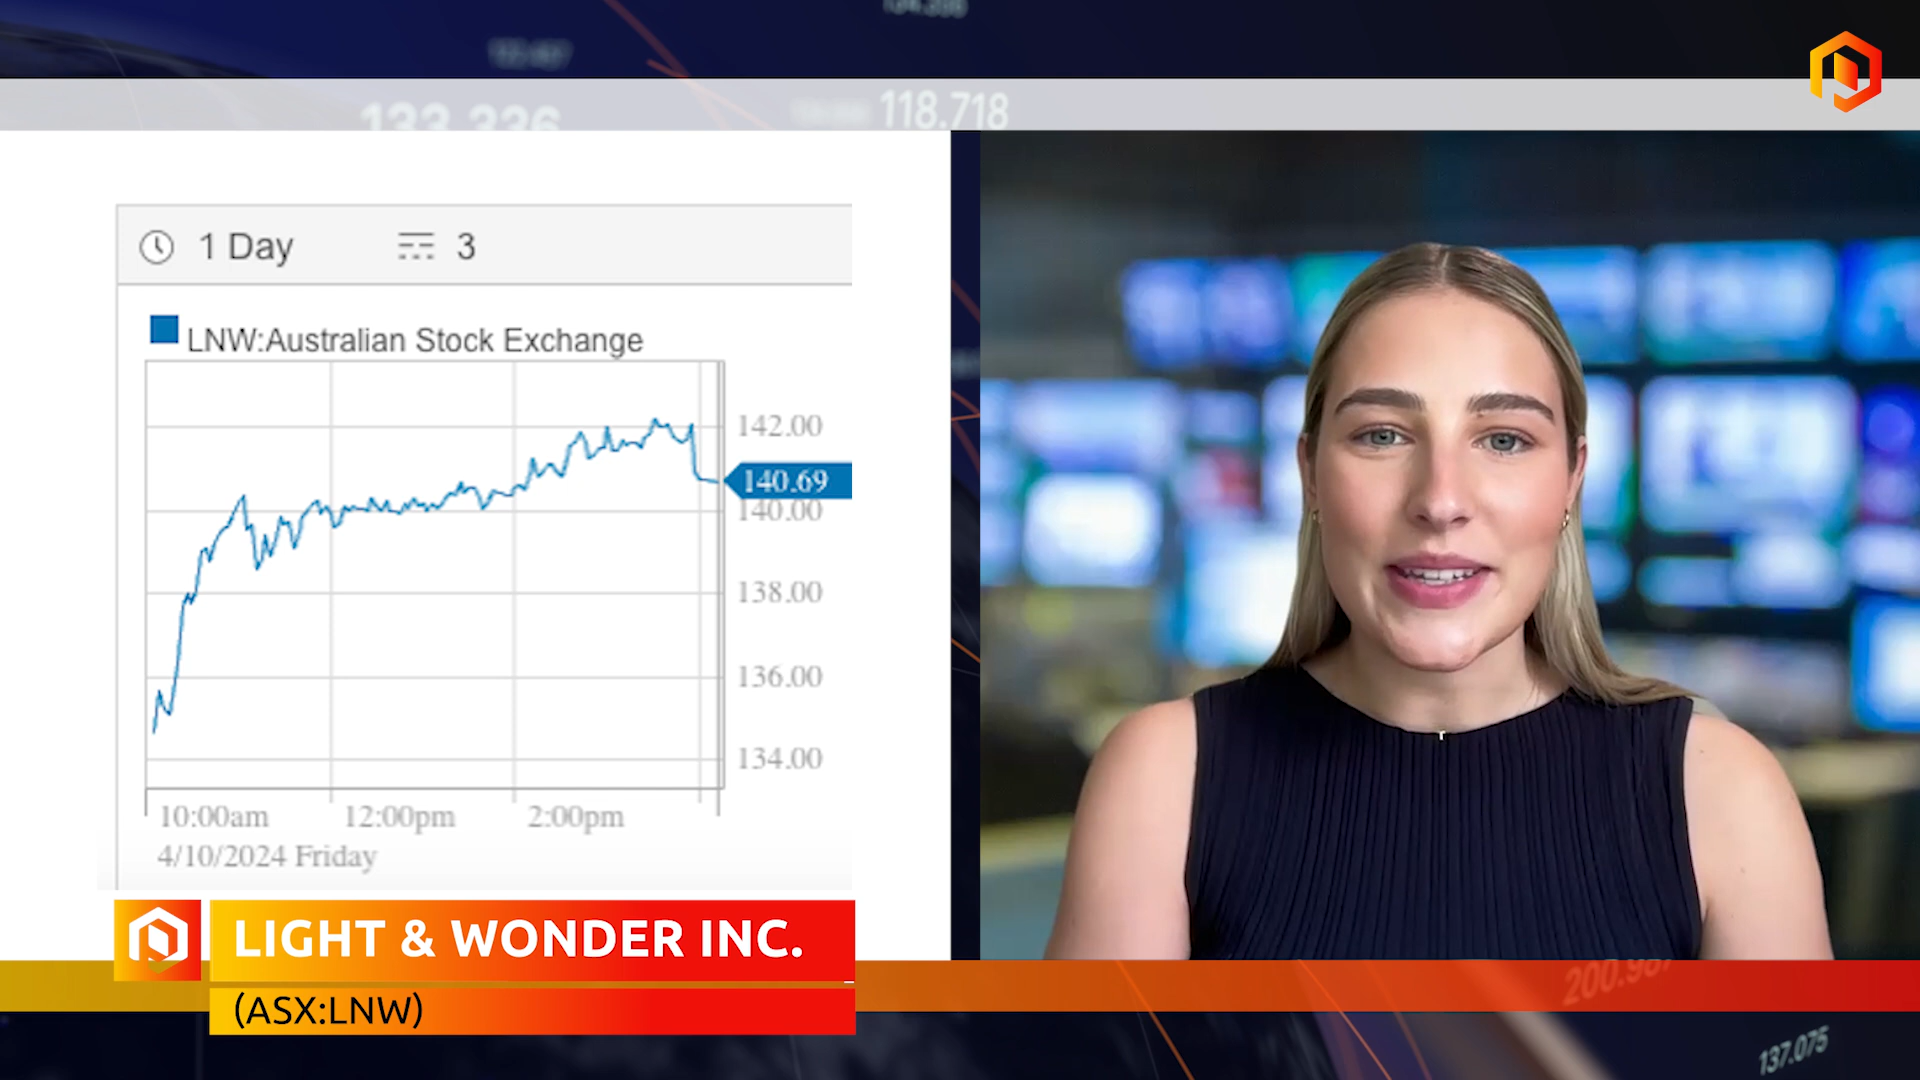 133.336
118.718
1 Day
3
LNW:Australian Stock Exchange
142.00
140.69
140.00
138.00
136.00
134.00
10:00am 12:00pm 2:00pm
4/10/2024 Friday
LIGHT & WONDER INC.
(ASX:LNW)
137.075